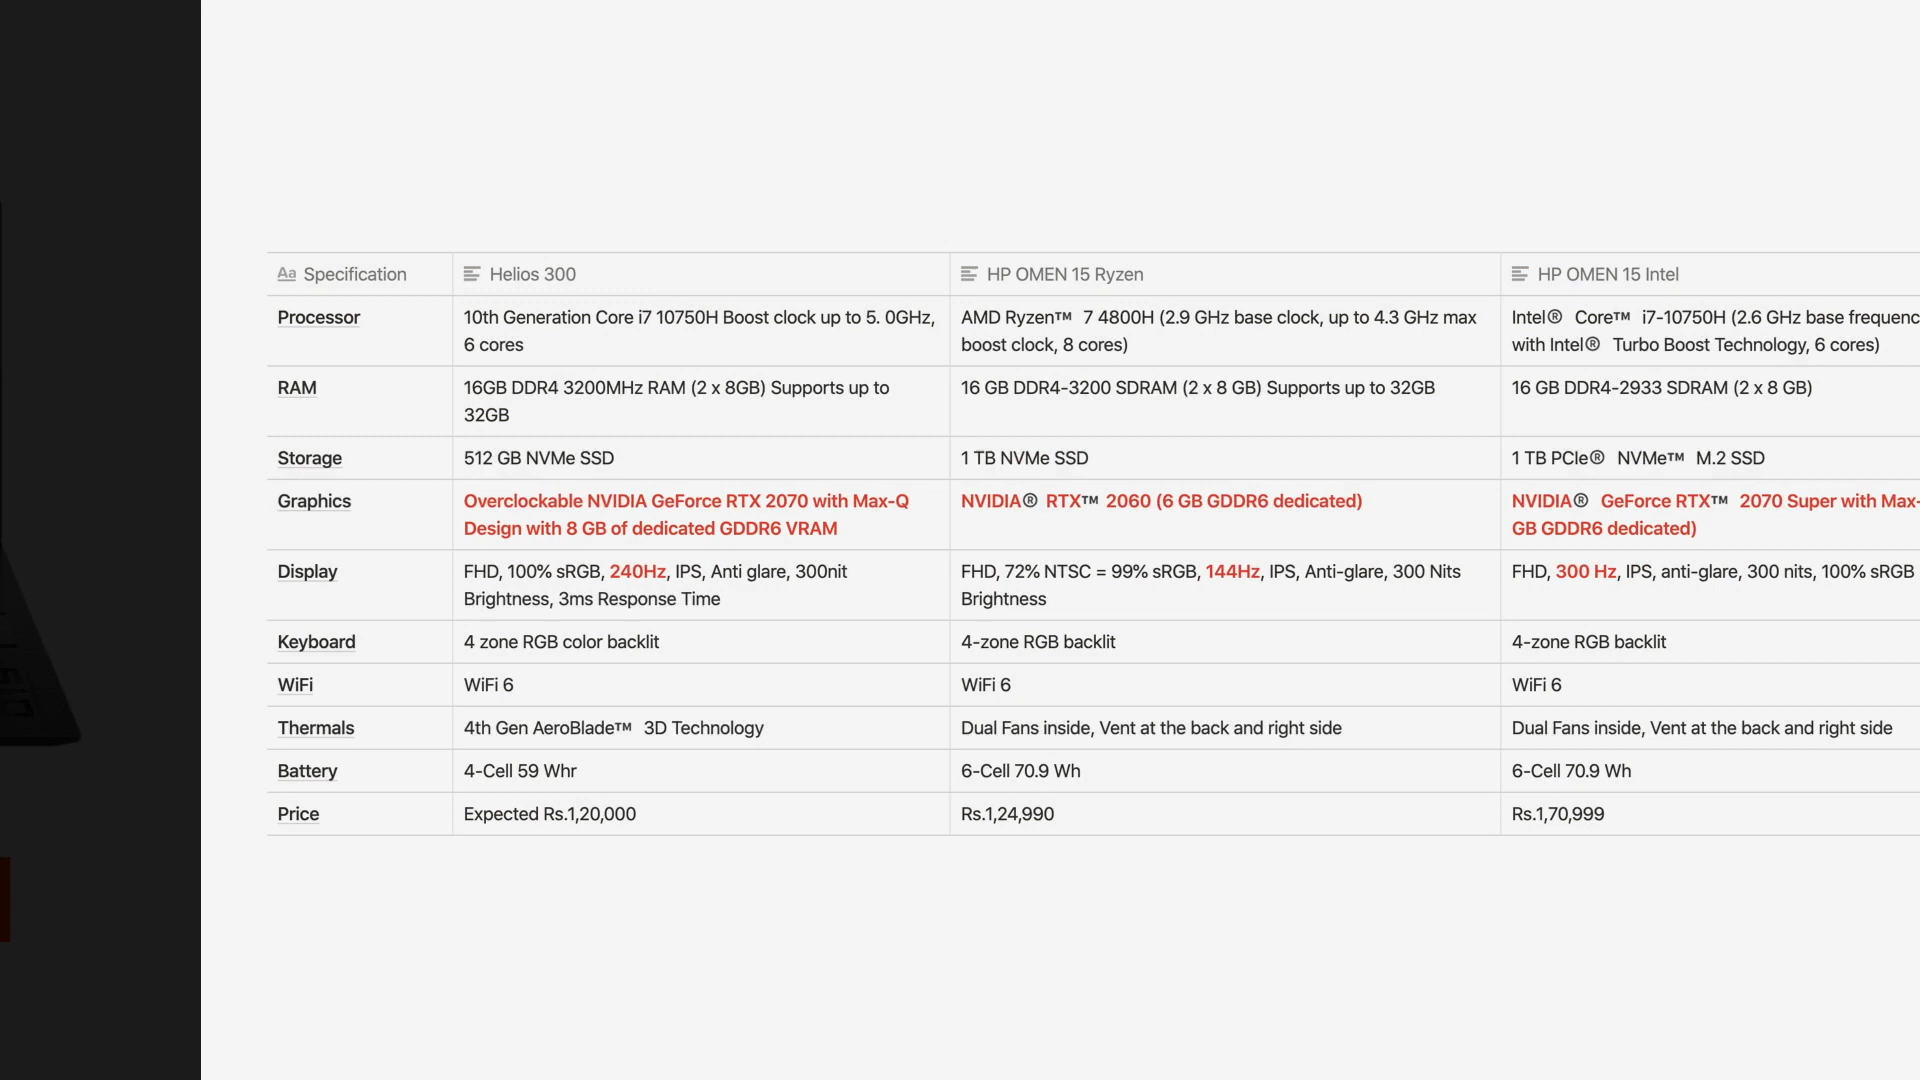 Aa Specification
Helios 300
HP OMEN 15 Ryzen
HP OMEN 15 Intel
Processor
10th Generation Core i7 10750H Boost clock up to 5. 0GHz,
6 cores
AMD Ryzen™ 7 4800H (2.9 GHz base clock, up to 4.3 GHz max
boost clock, 8 cores)
Intel® Core™ i7-10750H (2.6 GHz base frequenc
with Intel® Turbo Boost Technology, 6 cores)
RAM
16GB DDR4 3200MHz RAM (2 x 8GB) Supports up to
32GB
16 GB DDR4-3200 SDRAM (2 x 8 GB) Supports up to 32GB
16 GB DDR4-2933 SDRAM (2 x 8 GB)
Storage
512 GB NVMe SSD
1 TB NVMe SSD
1 TB PCIe® NVMe™ M.2 SSD
Graphics
Overclockable NVIDIA GeForce RTX 2070 with Max-Q
Design with 8 GB of dedicated GDDR6 VRAM
NVIDIA® RTX™ 2060 (6 GB GDDR6 dedicated)
NVIDIA® GeForce RTX™ 2070 Super with Max-
GB GDDR6 dedicated)
Display
FHD, 100% sRGB, 240Hz, IPS, Anti glare, 300nit
Brightness, 3ms Response Time
FHD, 72% NTSC = 99% sRGB, 144Hz, IPS, Anti-glare, 300 Nits
Brightness
FHD, 300 Hz, IPS, anti-glare, 300 nits, 100% sRGB
Keyboard
4 zone RGB color backlit
4-zone RGB backlit
4-zone RGB backlit
WiFi
WiFi 6
WiFi 6
WiFi 6
Thermals
4th Gen AeroBlade™ 3D Technology
Dual Fans inside, Vent at the back and right side
Dual Fans inside, Vent at the back and right side
Battery
4-Cell 59 Whr
6-Cell 70.9 Wh
6-Cell 70.9 Wh
Price
Expected Rs.1,20,000
Rs.1,24,990
Rs.1,70,999